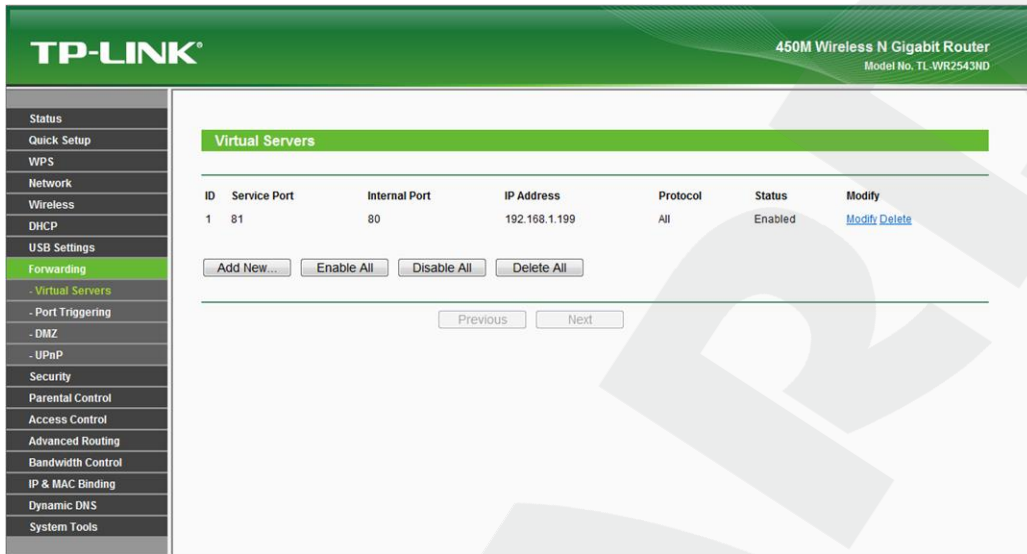 TP-LINK®
450M Wireless N Gigabit Router
Model No. TL-WR2543ND
Status
Quick Setup
WPS
Network
Wireless
DHCP
USB Settings
Forwarding
- Virtual Servers
- Port Triggering
- DMZ
- UPnP
Security
Parental Control
Access Control
Advanced Routing
Bandwidth Control
IP & MAC Binding
Dynamic DNS
System Tools
Virtual Servers
ID Service Port Internal Port IP Address Protocol Status Modify
1 81 80 192.168.1.199 All Enabled Modify Delete
Add New... Enable All Disable All Delete All
Previous Next